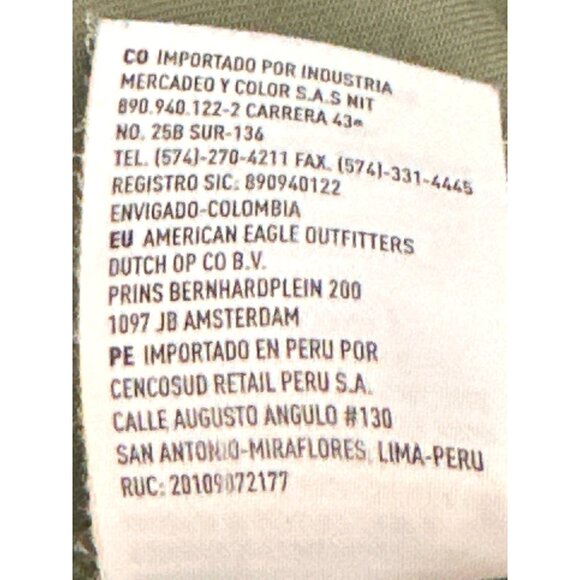 CO IMPORTADO POR INDUSTRIA
MERCADEO Y COLOR S.A.S NIT
890.940.122-2 CARRERA 43ª
NO. 25B SUR-136
TEL. (574)-270-4211 FAX. (574)-331-4445
REGISTRO SIC: 890940122
ENVIGADO-COLOMBIA
EU AMERICAN EAGLE OUTFITTERS
DUTCH OP CO B.V.
PRINS BERNHARDPLEIN 200
1097 JB AMSTERDAM
PE IMPORTADO EN PERU POR
CENCOSUD RETAIL PERU S.A.
CALLE AUGUSTO ANGULO #130
SAN ANTONIO-MIRAFLORES, LIMA-PERU
RUC: 20109072177